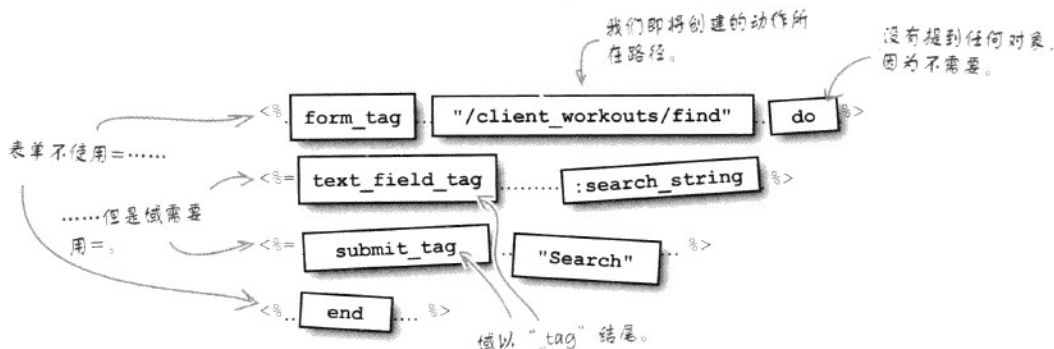 我们即将创建的动作所
在路径。
没有提到任何对象，
因为不需要。
<% form_tag "/client_workouts/find" do %>
表单不使用=……
<%= text_field_tag ......... :search_string %>
……但是域需要
用=。
<%= submit_tag .. "Search" ... %>
<%.. end .... %>
域以“_tag”结尾。